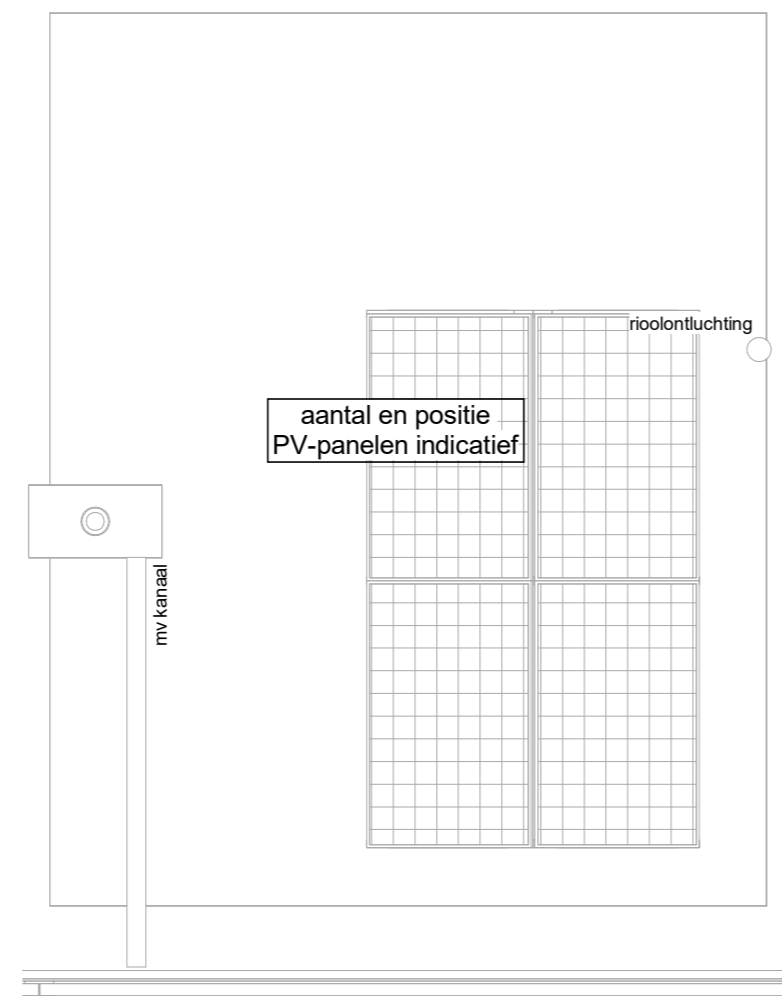 rioolontluchting
aantal en positie
PV-panelen indicatief
mv kanaal